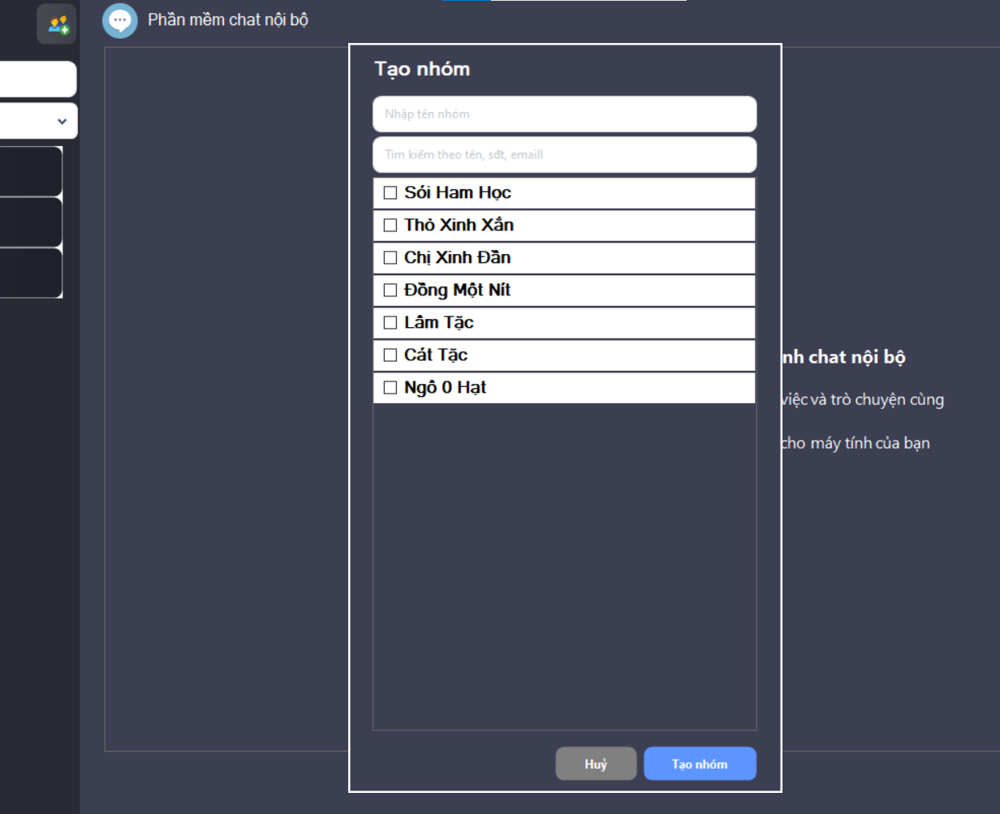 Phần mềm chat nội bộ
Tạo nhóm
Nhập tên nhóm
Tìm kiếm theo tên, sđt, emaill
Sói Ham Học
Thỏ Xinh Xắn
Chị Xinh Đần
Đồng Một Nít
Lâm Tặc
Cát Tặc
Ngô 0 Hạt
nh chat nội bộ
việc và trò chuyện cùng
cho máy tính của bạn
Huỷ
Tạo nhóm